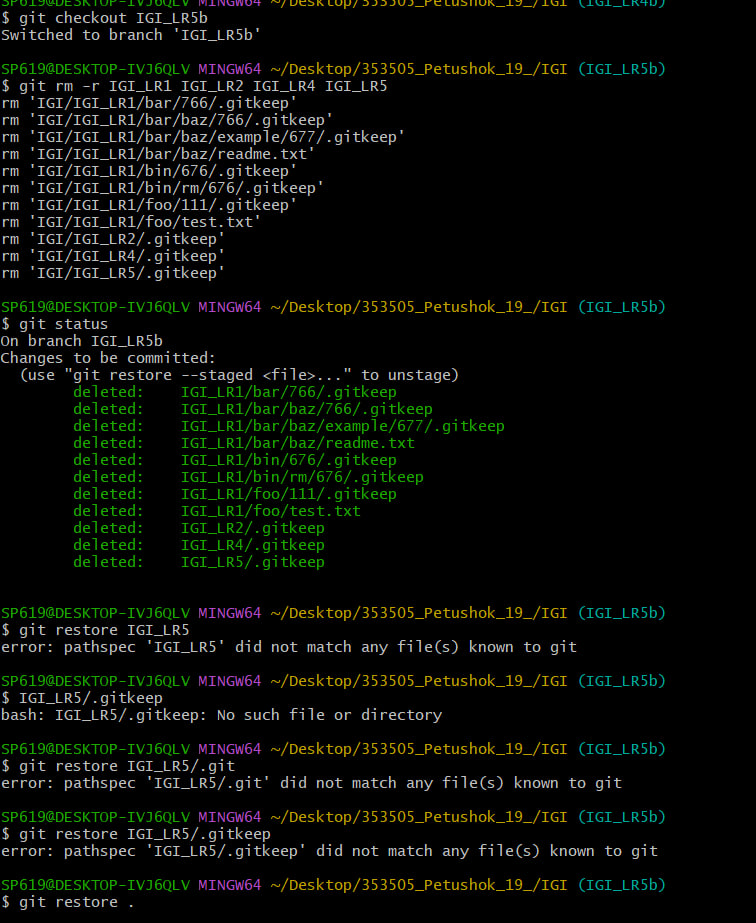 SP619@DESKTOP-IVJ6QLV MINGW64 ~/Desktop/353505_Petushok_19_/IGI (IGI_LR4b)
$ git checkout IGI_LR5b
Switched to branch 'IGI_LR5b'
SP619@DESKTOP-IVJ6QLV MINGW64 ~/Desktop/353505_Petushok_19_/IGI (IGI_LR5b)
$ git rm -r IGI_LR1 IGI_LR2 IGI_LR4 IGI_LR5
rm 'IGI/IGI_LR1/bar/766/.gitkeep'
rm 'IGI/IGI_LR1/bar/baz/766/.gitkeep'
rm 'IGI/IGI_LR1/bar/baz/example/677/.gitkeep'
rm 'IGI/IGI_LR1/bar/baz/readme.txt'
rm 'IGI/IGI_LR1/bin/676/.gitkeep'
rm 'IGI/IGI_LR1/bin/rm/676/.gitkeep'
rm 'IGI/IGI_LR1/foo/111/.gitkeep'
rm 'IGI/IGI_LR1/foo/test.txt'
rm 'IGI/IGI_LR2/.gitkeep'
rm 'IGI/IGI_LR4/.gitkeep'
rm 'IGI/IGI_LR5/.gitkeep'
SP619@DESKTOP-IVJ6QLV MINGW64 ~/Desktop/353505_Petushok_19_/IGI (IGI_LR5b)
$ git status
On branch IGI_LR5b
Changes to be committed:
  (use "git restore --staged <file>..." to unstage)
        deleted:    IGI_LR1/bar/766/.gitkeep
        deleted:    IGI_LR1/bar/baz/766/.gitkeep
        deleted:    IGI_LR1/bar/baz/example/677/.gitkeep
        deleted:    IGI_LR1/bar/baz/readme.txt
        deleted:    IGI_LR1/bin/676/.gitkeep
        deleted:    IGI_LR1/bin/rm/676/.gitkeep
        deleted:    IGI_LR1/foo/111/.gitkeep
        deleted:    IGI_LR1/foo/test.txt
        deleted:    IGI_LR2/.gitkeep
        deleted:    IGI_LR4/.gitkeep
        deleted:    IGI_LR5/.gitkeep
SP619@DESKTOP-IVJ6QLV MINGW64 ~/Desktop/353505_Petushok_19_/IGI (IGI_LR5b)
$ git restore IGI_LR5
error: pathspec 'IGI_LR5' did not match any file(s) known to git
SP619@DESKTOP-IVJ6QLV MINGW64 ~/Desktop/353505_Petushok_19_/IGI (IGI_LR5b)
$ IGI_LR5/.gitkeep
bash: IGI_LR5/.gitkeep: No such file or directory
SP619@DESKTOP-IVJ6QLV MINGW64 ~/Desktop/353505_Petushok_19_/IGI (IGI_LR5b)
$ git restore IGI_LR5/.git
error: pathspec 'IGI_LR5/.git' did not match any file(s) known to git
SP619@DESKTOP-IVJ6QLV MINGW64 ~/Desktop/353505_Petushok_19_/IGI (IGI_LR5b)
$ git restore IGI_LR5/.gitkeep
error: pathspec 'IGI_LR5/.gitkeep' did not match any file(s) known to git
SP619@DESKTOP-IVJ6QLV MINGW64 ~/Desktop/353505_Petushok_19_/IGI (IGI_LR5b)
$ git restore .